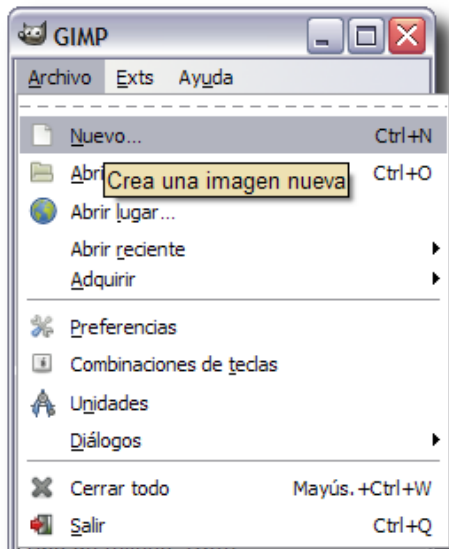 GIMP
Archivo Exts Ayuda
Nuevo... Ctrl+N
Abri Ctrl+O
Crea una imagen nueva
Abrir lugar...
Abrir reciente
Adquirir
Preferencias
Combinaciones de teclas
Unidades
Diálogos
Cerrar todo Mayús.+Ctrl+W
Salir Ctrl+Q